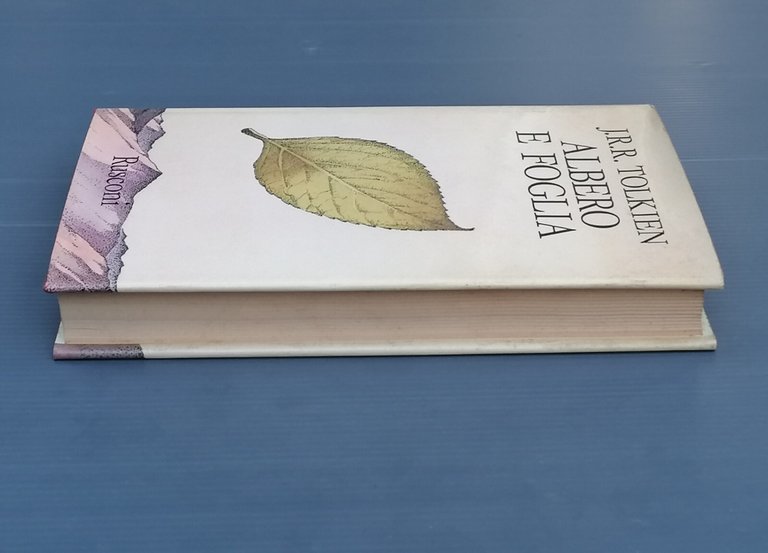 J.R.R. TOLKIEN
ALBERO
E FOGLIA
Rusconi